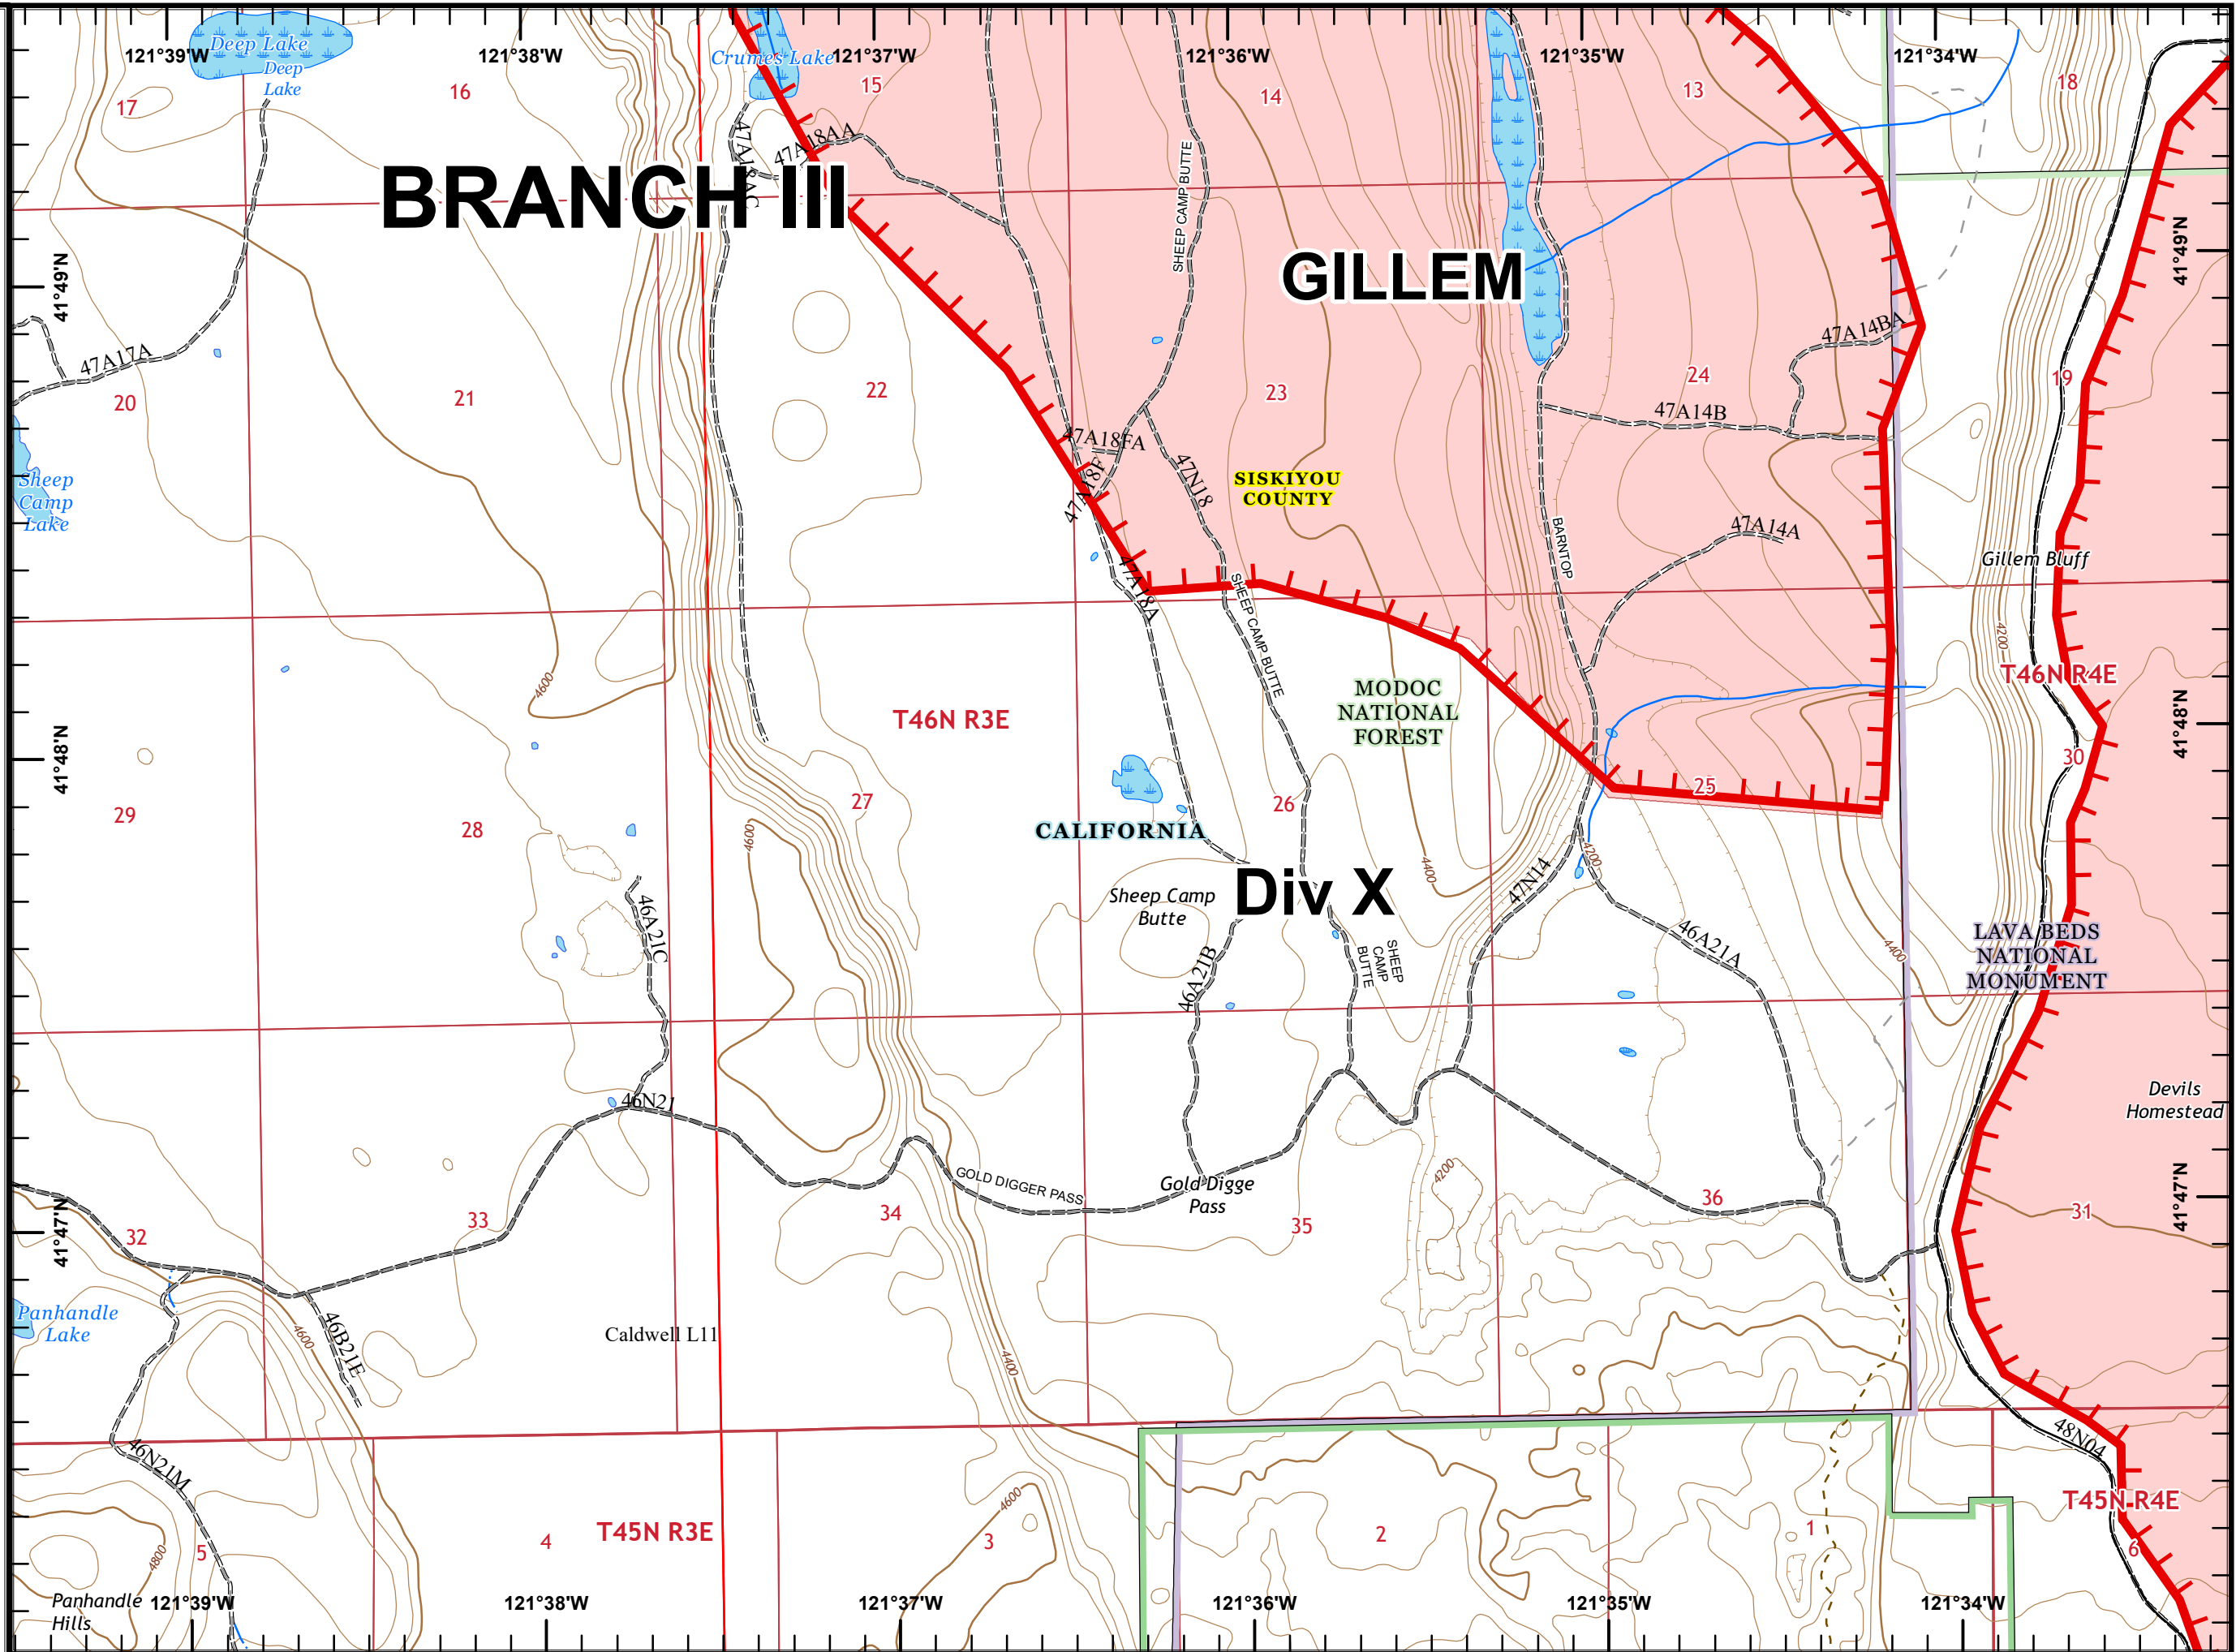 121°39'W
121°38'W
121°37'W
121°36'W
121°35'W
121°34'W
Deep Lake
Deep
Lake
Crumes Lake
17
16
15
14
13
18
47A18AA
47A18AC
BRANCH III
SHEEP CAMP BUTTE
GILLEM
41°49'N
41°49'N
47A17A
47A14BA
20
21
22
23
24
19
47A14B
47A18FA
47A18F
47N18
SISKIYOU
COUNTY
Sheep
Camp
Lake
BARNTOP
47A14A
Gillem Bluff
47A18A
SHEEP CAMP BUTTE
4200
4600
T46N R3E
MODOC
NATIONAL
FOREST
T46N R4E
41°48'N
41°48'N
29
28
27
26
25
30
4600
CALIFORNIA
4400
4200
47N14
Sheep Camp
Butte
Div X
46A21C
46A21B
SHEEP
CAMP
BUTTE
46A21A
4400
LAVA BEDS
NATIONAL
MONUMENT
46N21
Devils
Homestead
GOLD DIGGER PASS
Gold Digge
Pass
4200
41°47'N
41°47'N
32
33
34
35
36
31
Panhandle
Lake
4600
46B21E
Caldwell L11
4400
46N21M
48N04
4600
4800
T45N R3E
T45N R4E
5
4
3
2
1
6
Panhandle
Hills
121°39'W
121°38'W
121°37'W
121°36'W
121°35'W
121°34'W